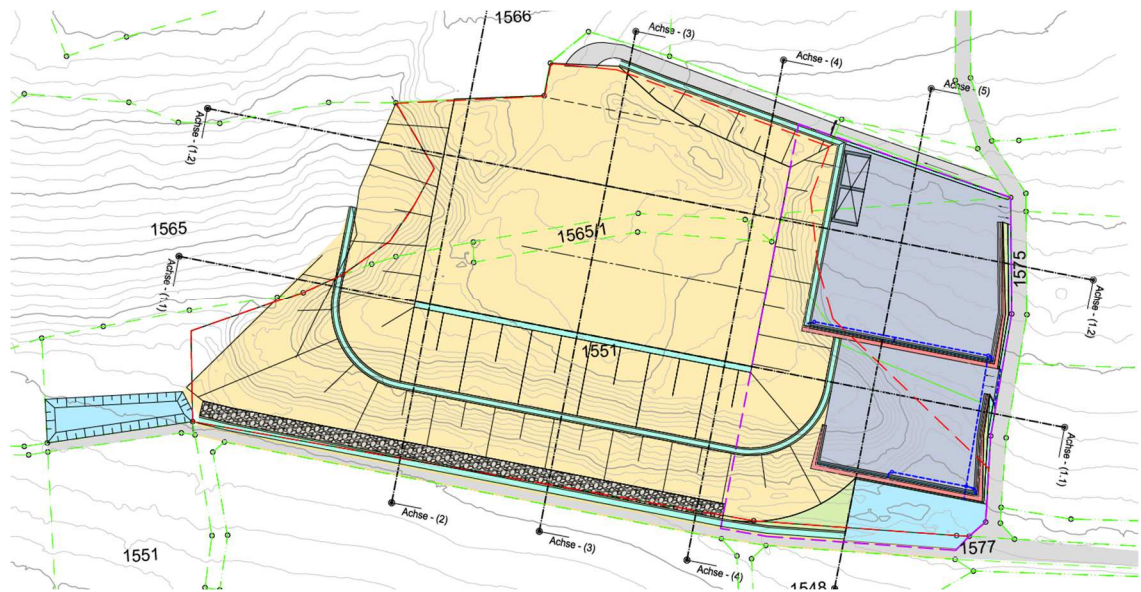 1566
Achse - (3)
Achse - (4)
Achse - (5)
Achse - (1.2)
1565
1565/1
1575
Achse - (1.1)
Achse - (1.2)
1551
Achse - (1.1)
Achse - (2)
Achse - (3)
1551
1577
Achse - (4)
1548